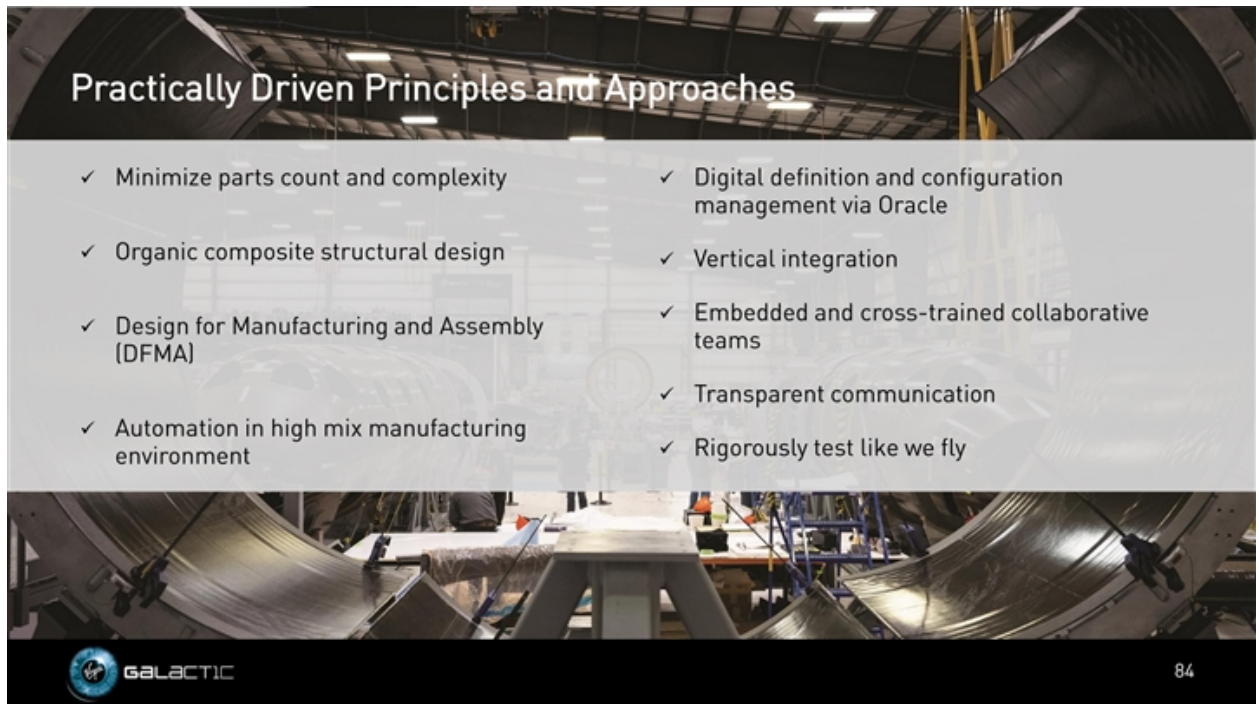 Practically Driven Principles and Approaches
✓ Minimize parts count and complexity
✓ Organic composite structural design
✓ Design for Manufacturing and Assembly
(DFMA)
✓ Automation in high mix manufacturing
environment
✓ Digital definition and configuration
management via Oracle
✓ Vertical integration
✓ Embedded and cross-trained collaborative
teams
✓ Transparent communication
✓ Rigorously test like we fly
Virgin GALACTIC
84